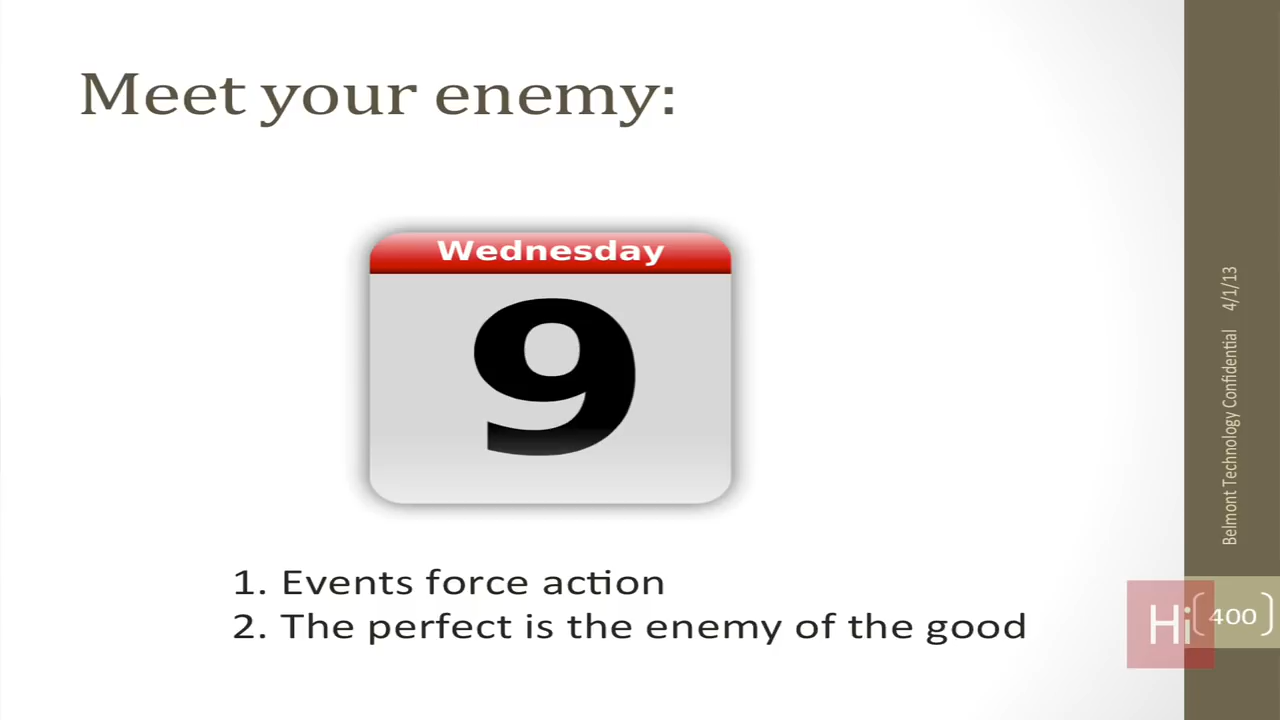 Meet your enemy:
Wednesday
9
1. Events force action
2. The perfect is the enemy of the good
Belmont Technology Confidential 4/1/13
Hi
400